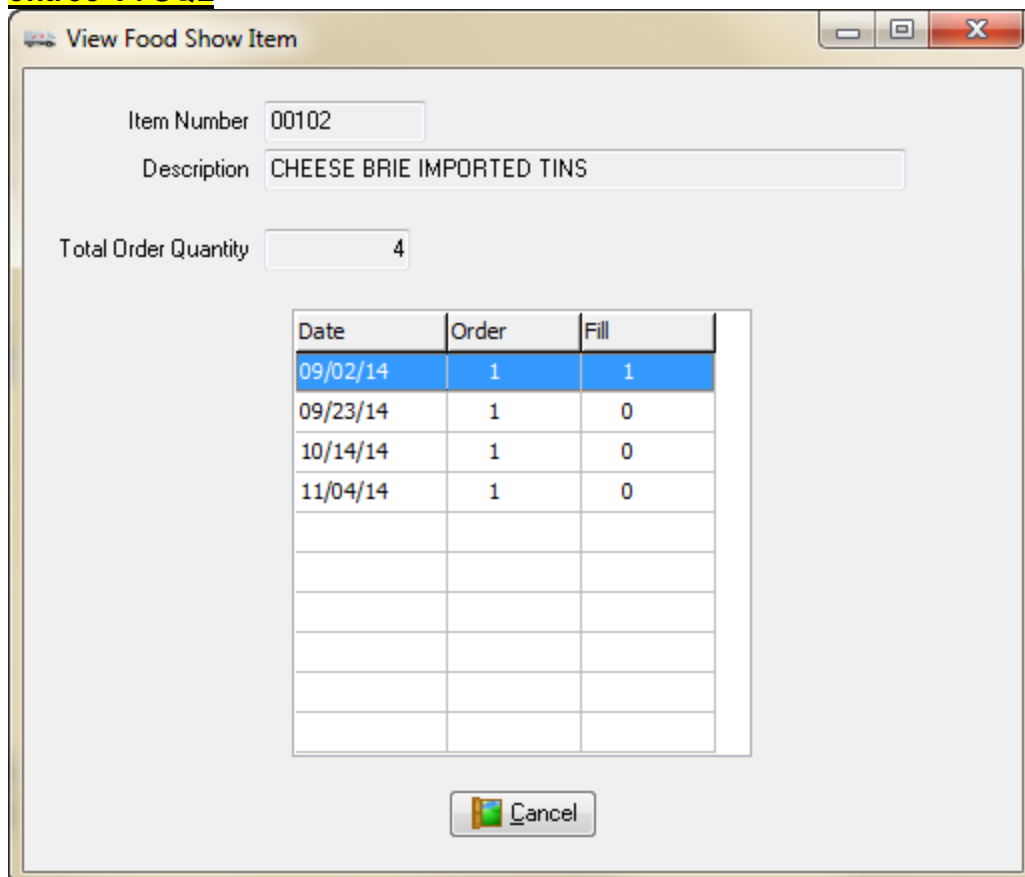 View Food Show Item
Item Number 00102
Description CHEESE BRIE IMPORTED TINS
Total Order Quantity 4
Date Order Fill
09/02/14 1 1
09/23/14 1 0
10/14/14 1 0
11/04/14 1 0
Cancel